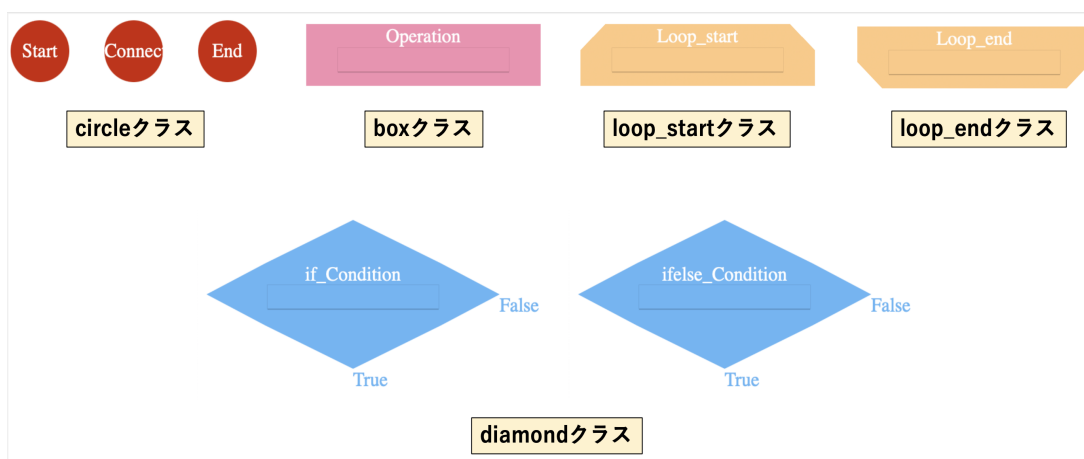 Start
Connec
End
Operation
Loop_start
Loop_end
circleクラス
boxクラス
loop_startクラス
loop_endクラス
if_Condition
False
True
ifelse_Condition
False
True
diamondクラス